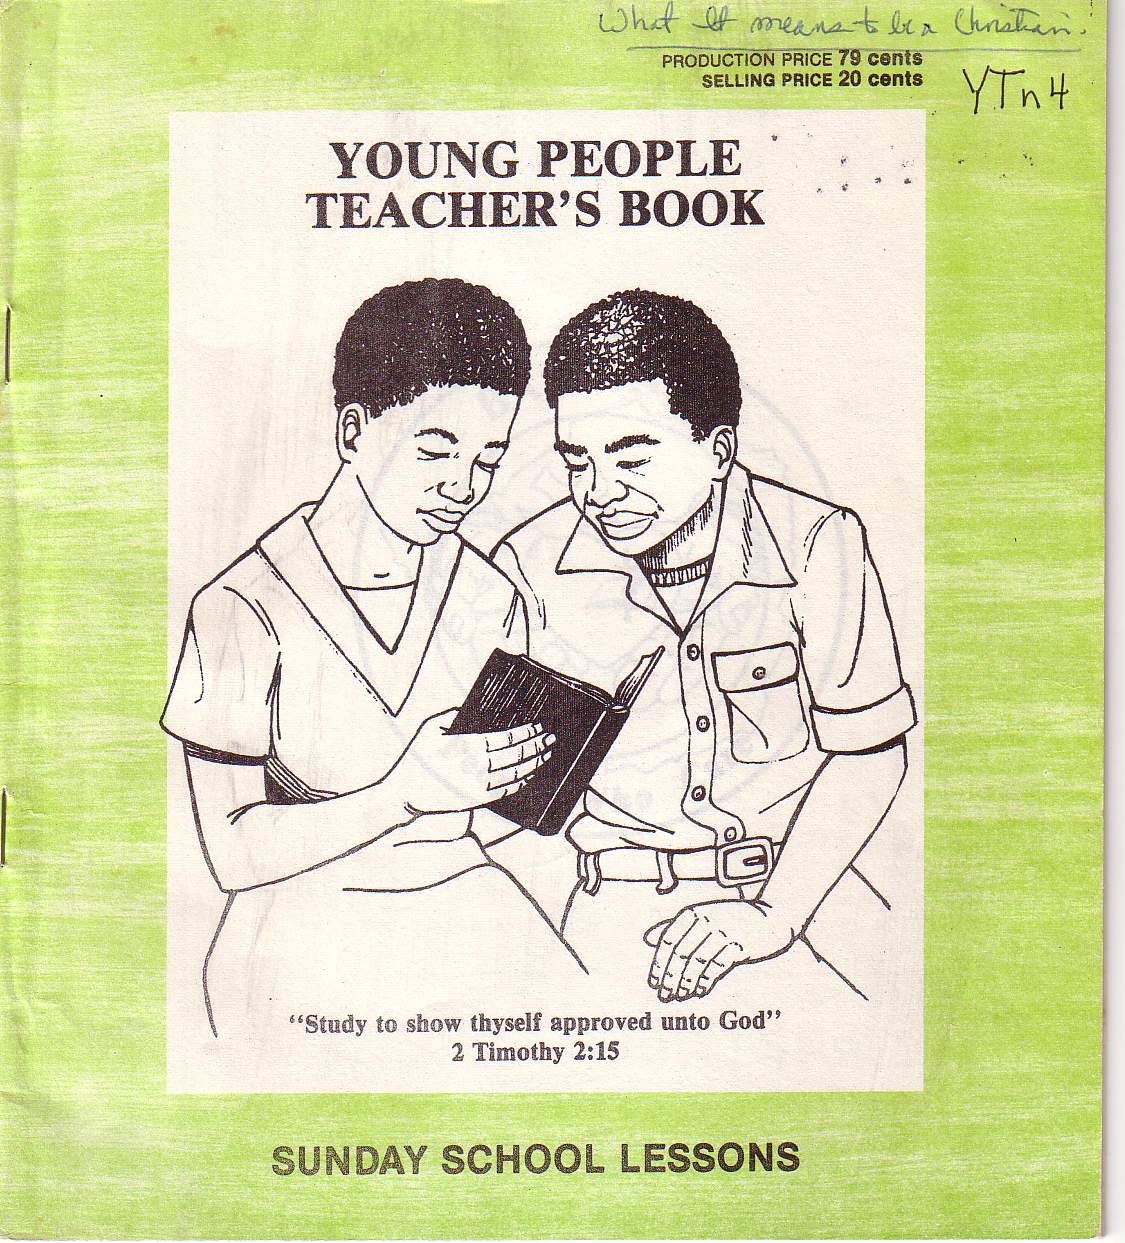 What It means to be a Christian.
PRODUCTION PRICE 79 cents
SELLING PRICE 20 cents
YTn4
YOUNG PEOPLE
TEACHER'S BOOK
“Study to show thyself approved unto God”
2 Timothy 2:15
SUNDAY SCHOOL LESSONS